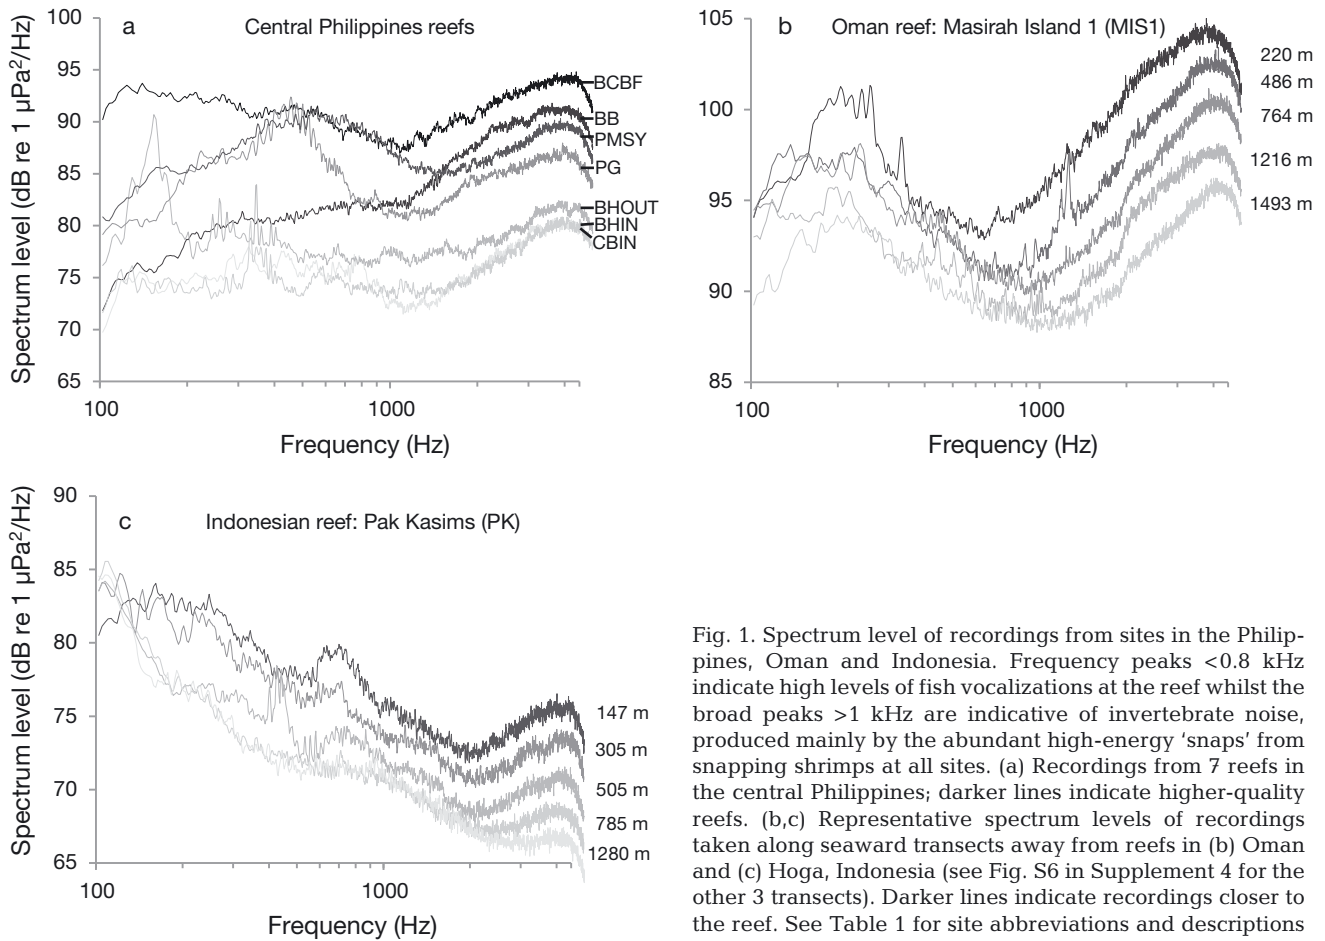 a Central Philippines reefs
Spectrum level (dB re 1 µPa²/Hz)
100
95
90
85
80
75
70
65
BCBF
BB
PMSY
PG
BHOUT
BHIN
CBIN
100 1000
Frequency (Hz)
b Oman reef: Masirah Island 1 (MIS1)
105
100
95
90
85
220 m
486 m
764 m
1216 m
1493 m
100 1000
Frequency (Hz)
c Indonesian reef: Pak Kasims (PK)
Spectrum level (dB re 1 µPa²/Hz)
90
85
80
75
70
65
147 m
305 m
505 m
785 m
1280 m
100 1000
Frequency (Hz)
Fig. 1. Spectrum level of recordings from sites in the Philip-
pines, Oman and Indonesia. Frequency peaks <0.8 kHz
indicate high levels of fish vocalizations at the reef whilst the
broad peaks >1 kHz are indicative of invertebrate noise,
produced mainly by the abundant high-energy ‘snaps’ from
snapping shrimps at all sites. (a) Recordings from 7 reefs in
the central Philippines; darker lines indicate higher-quality
reefs. (b,c) Representative spectrum levels of recordings
taken along seaward transects away from reefs in (b) Oman
and (c) Hoga, Indonesia (see Fig. S6 in Supplement 4 for the
other 3 transects). Darker lines indicate recordings closer to
the reef. See Table 1 for site abbreviations and descriptions